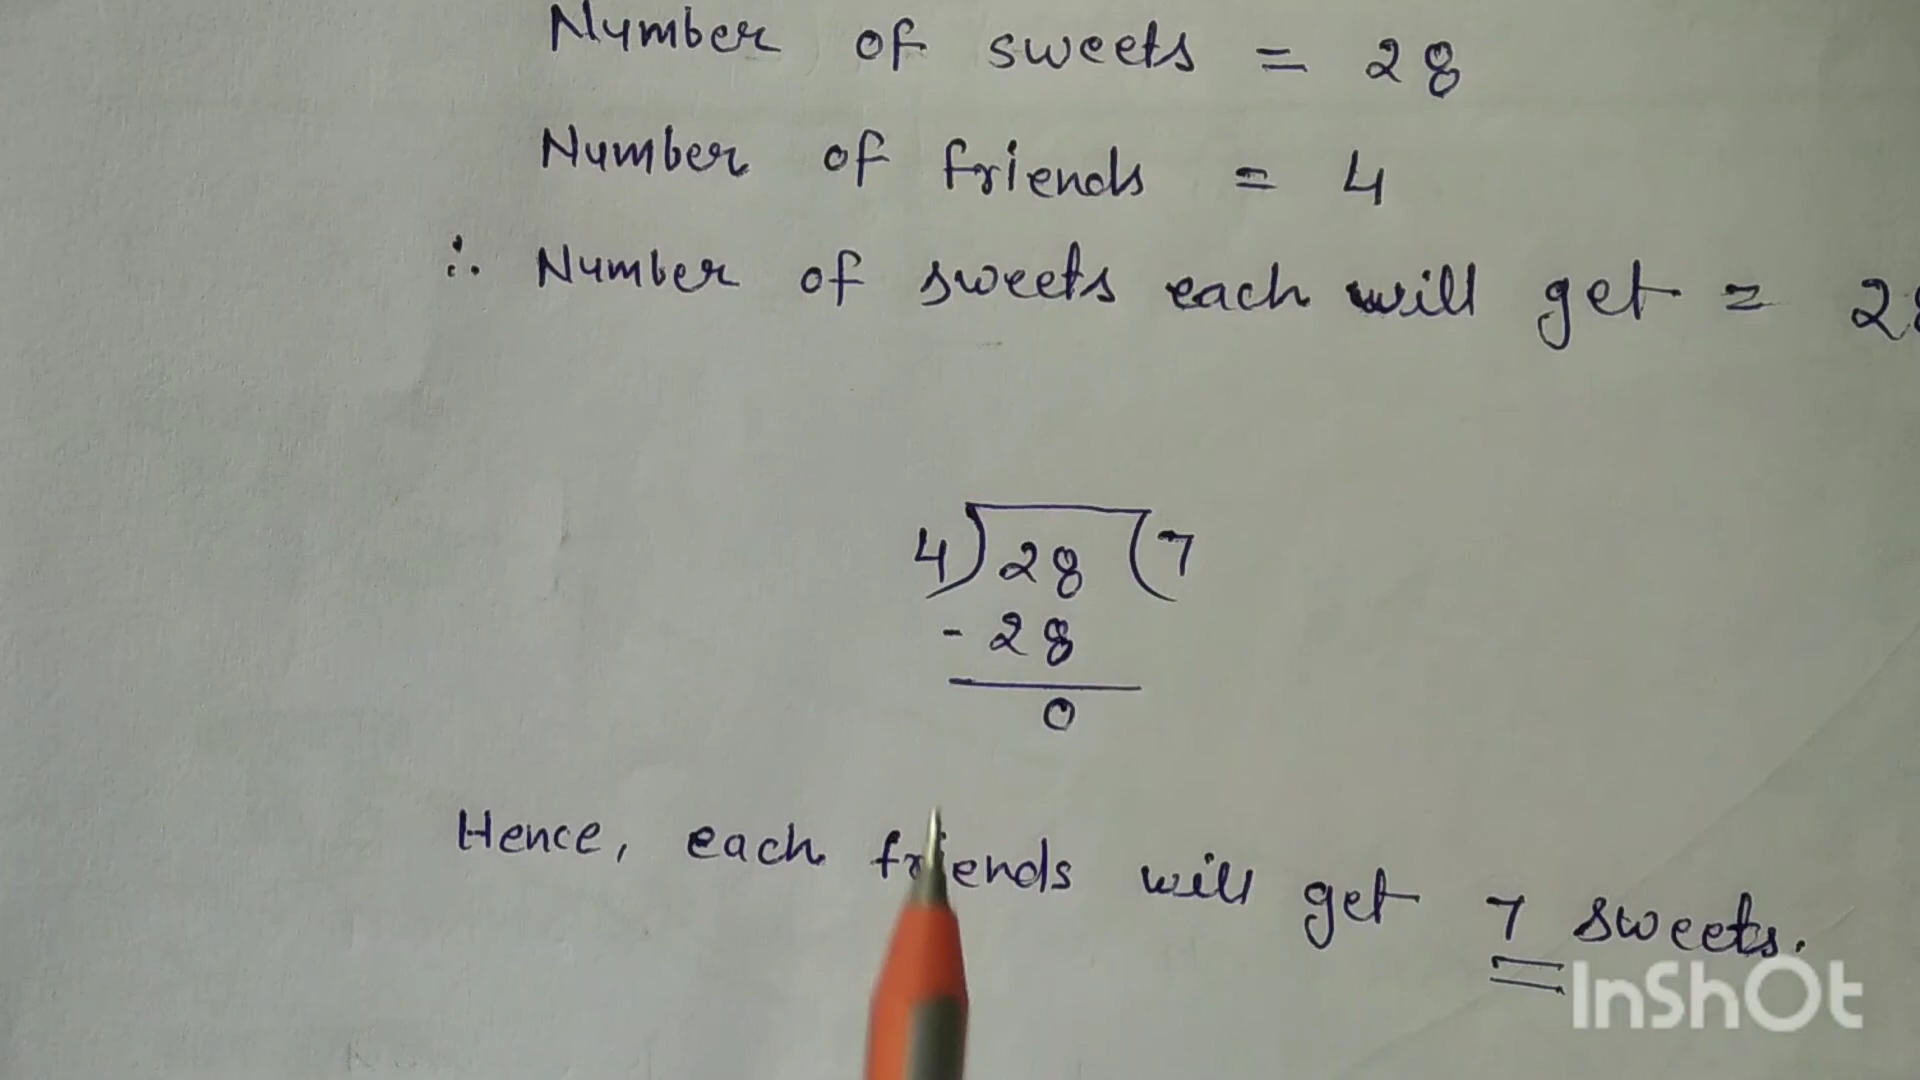 Number of sweets = 28
Number of friends = 4
∴ Number of sweets each will get = 28
4)28(7
- 28
0
Hence, each friends will get 7 sweets.
InShOt